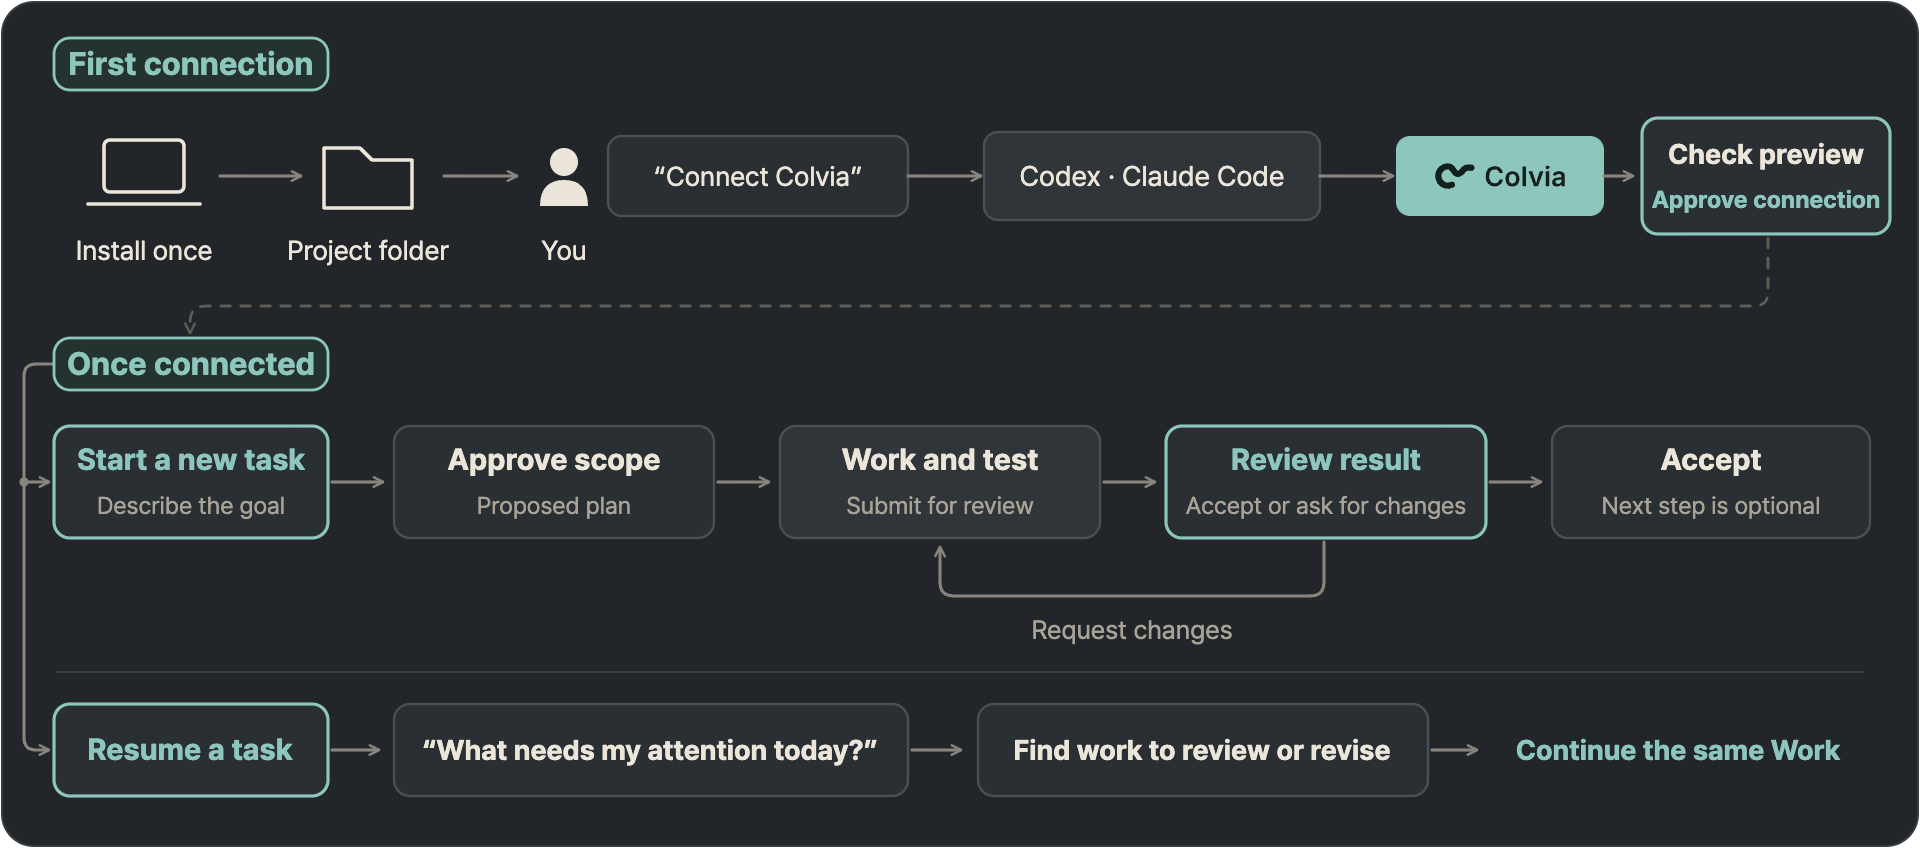 First connection
Install once
Project folder
You
“Connect Colvia”
Codex · Claude Code
Colvia
Check preview
Approve connection
Once connected
Start a new task
Describe the goal
Approve scope
Proposed plan
Work and test
Submit for review
Review result
Accept or ask for changes
Accept
Next step is optional
Request changes
Resume a task
“What needs my attention today?”
Find work to review or revise
Continue the same Work